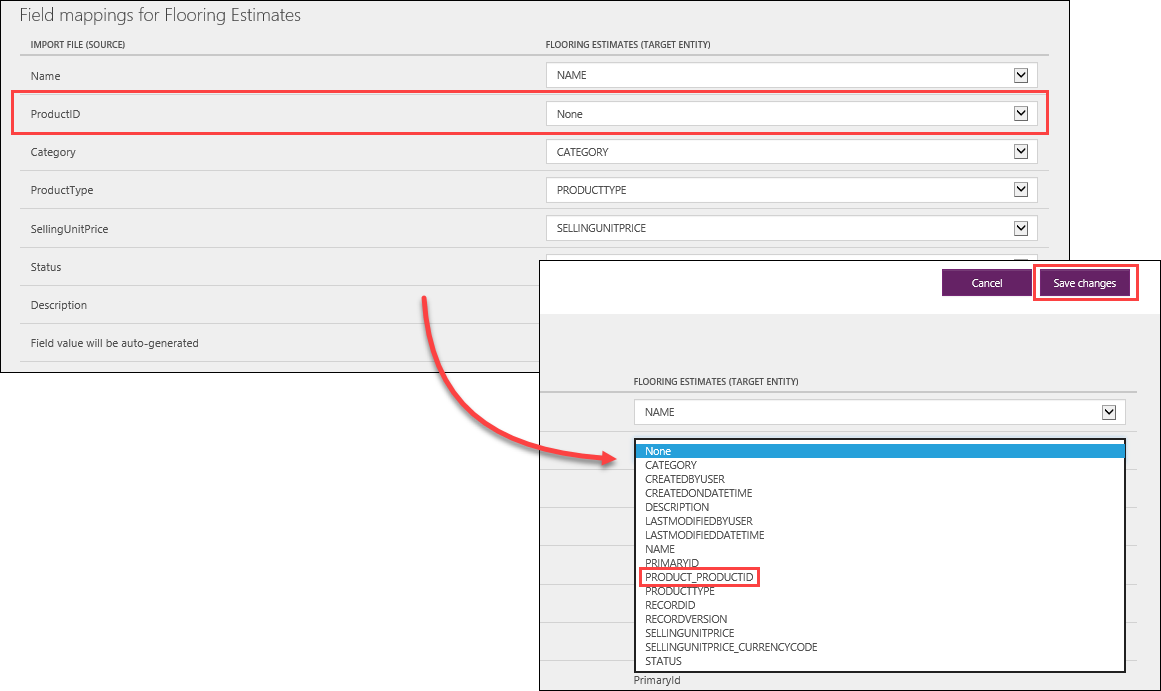 Field mappings for Flooring Estimates
IMPORT FILE (SOURCE) FLOORING ESTIMATES (TARGET ENTITY)
Name NAME
ProductID None
Category CATEGORY
ProductType PRODUCTTYPE
SellingUnitPrice SELLINGUNITPRICE
Status
Description
Field value will be auto-generated
Cancel Save changes
FLOORING ESTIMATES (TARGET ENTITY)
NAME
None
CATEGORY
CREATEDBYUSER
CREATEDONDATETIME
DESCRIPTION
LASTMODIFIEDBYUSER
LASTMODIFIEDDATETIME
NAME
PRIMARYID
PRODUCT_PRODUCTID
PRODUCTTYPE
RECORDID
RECORDVERSION
SELLINGUNITPRICE
SELLINGUNITPRICE_CURRENCYCODE
STATUS
PrimaryId